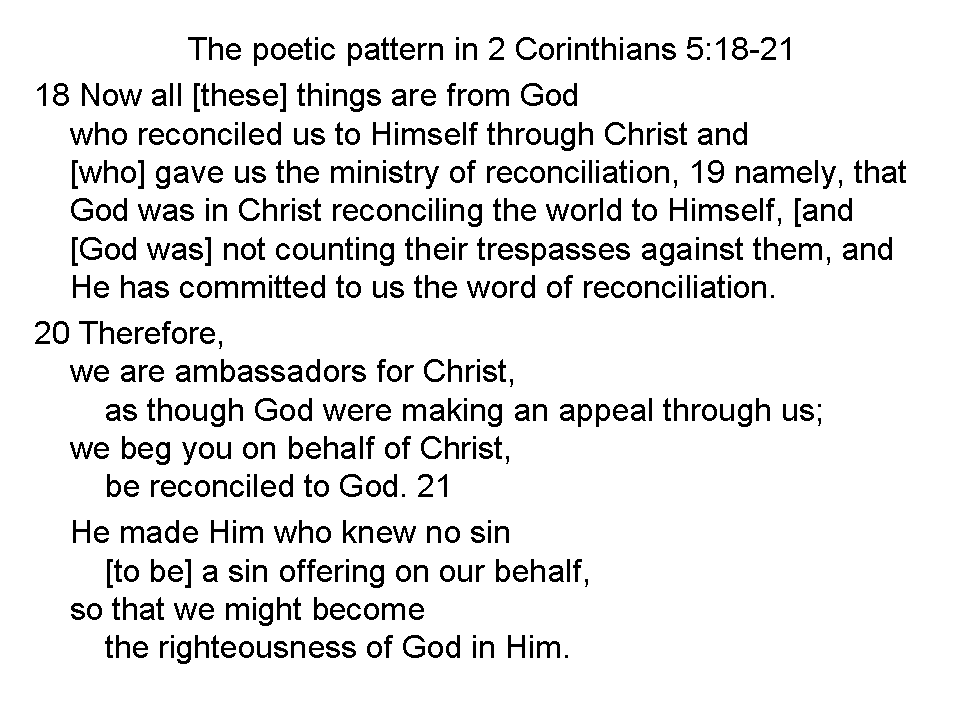 The poetic pattern in 2 Corinthians 5:18-21
18 Now all [these] things are from God
who reconciled us to Himself through Christ and
[who] gave us the ministry of reconciliation, 19 namely, that
God was in Christ reconciling the world to Himself, [and
[God was] not counting their trespasses against them, and
He has committed to us the word of reconciliation.
20 Therefore,
we are ambassadors for Christ,
as though God were making an appeal through us;
we beg you on behalf of Christ,
be reconciled to God. 21
He made Him who knew no sin
[to be] a sin offering on our behalf,
so that we might become
the righteousness of God in Him.